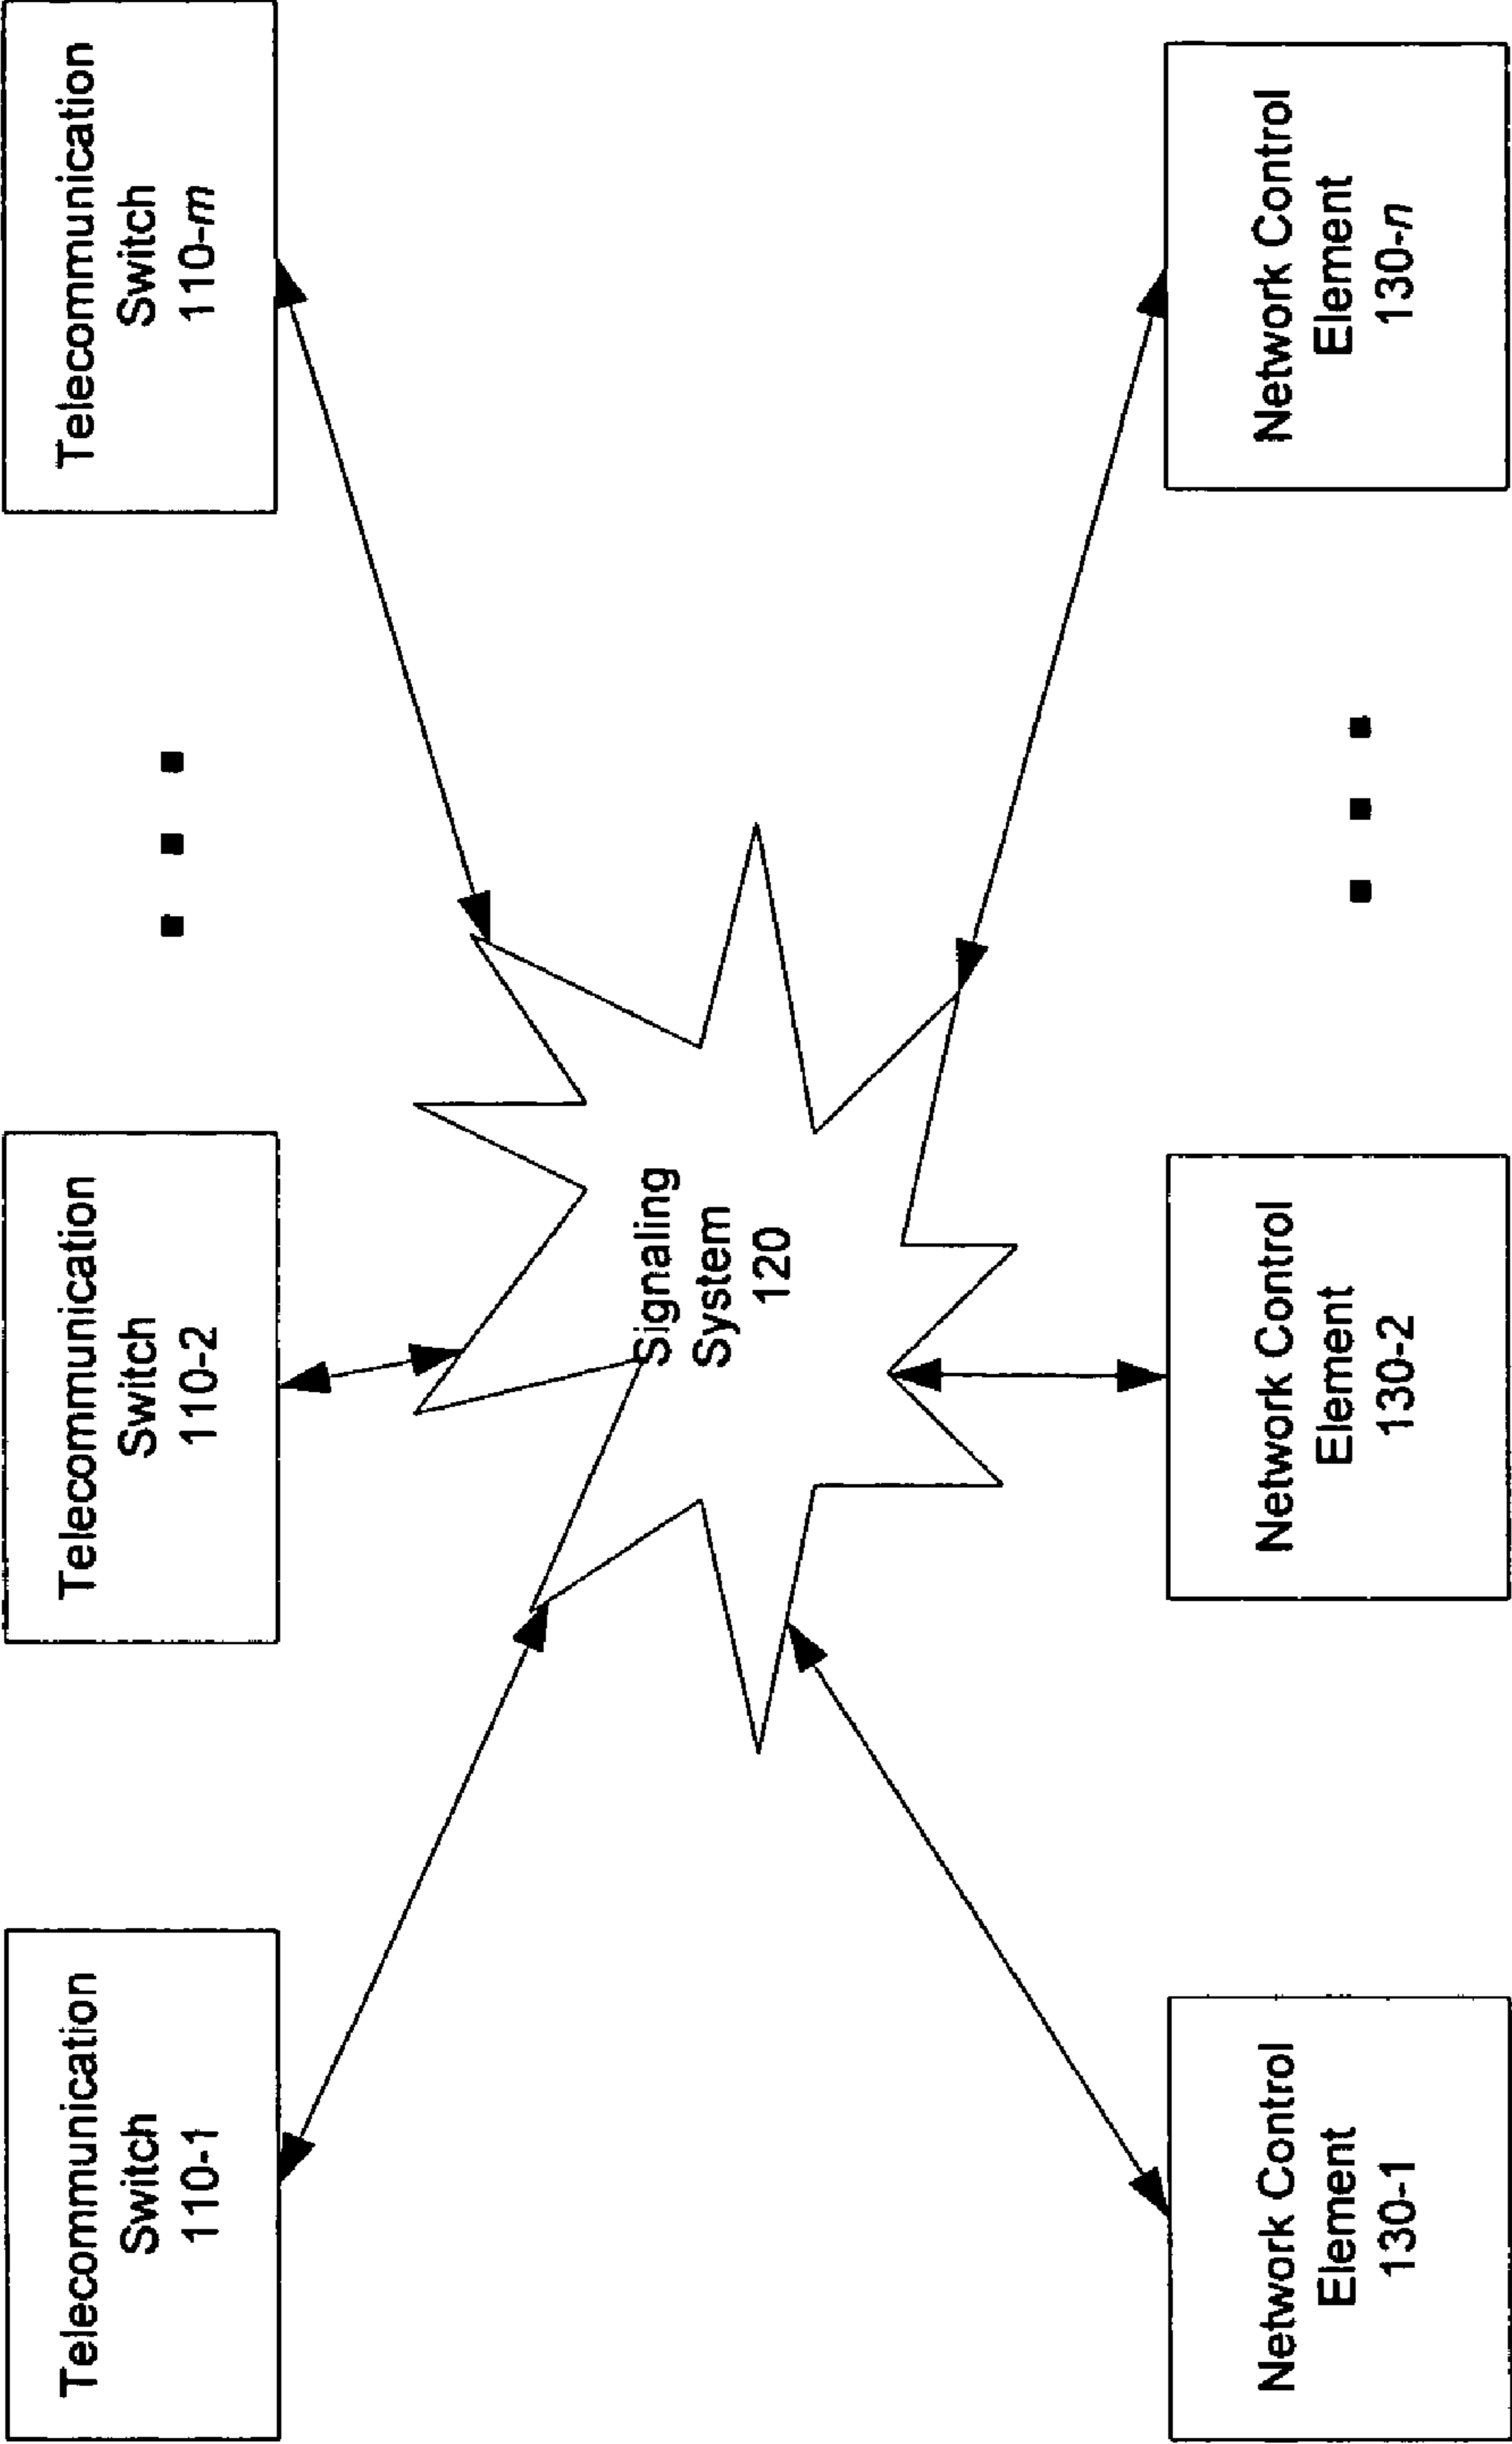 Telecommunication
Switch
110-1
Telecommunication
Switch
110-2
Telecommunication
Switch
110-m
Signaling
System
120
Network Control
Element
130-1
Network Control
Element
130-2
Network Control
Element
130-n